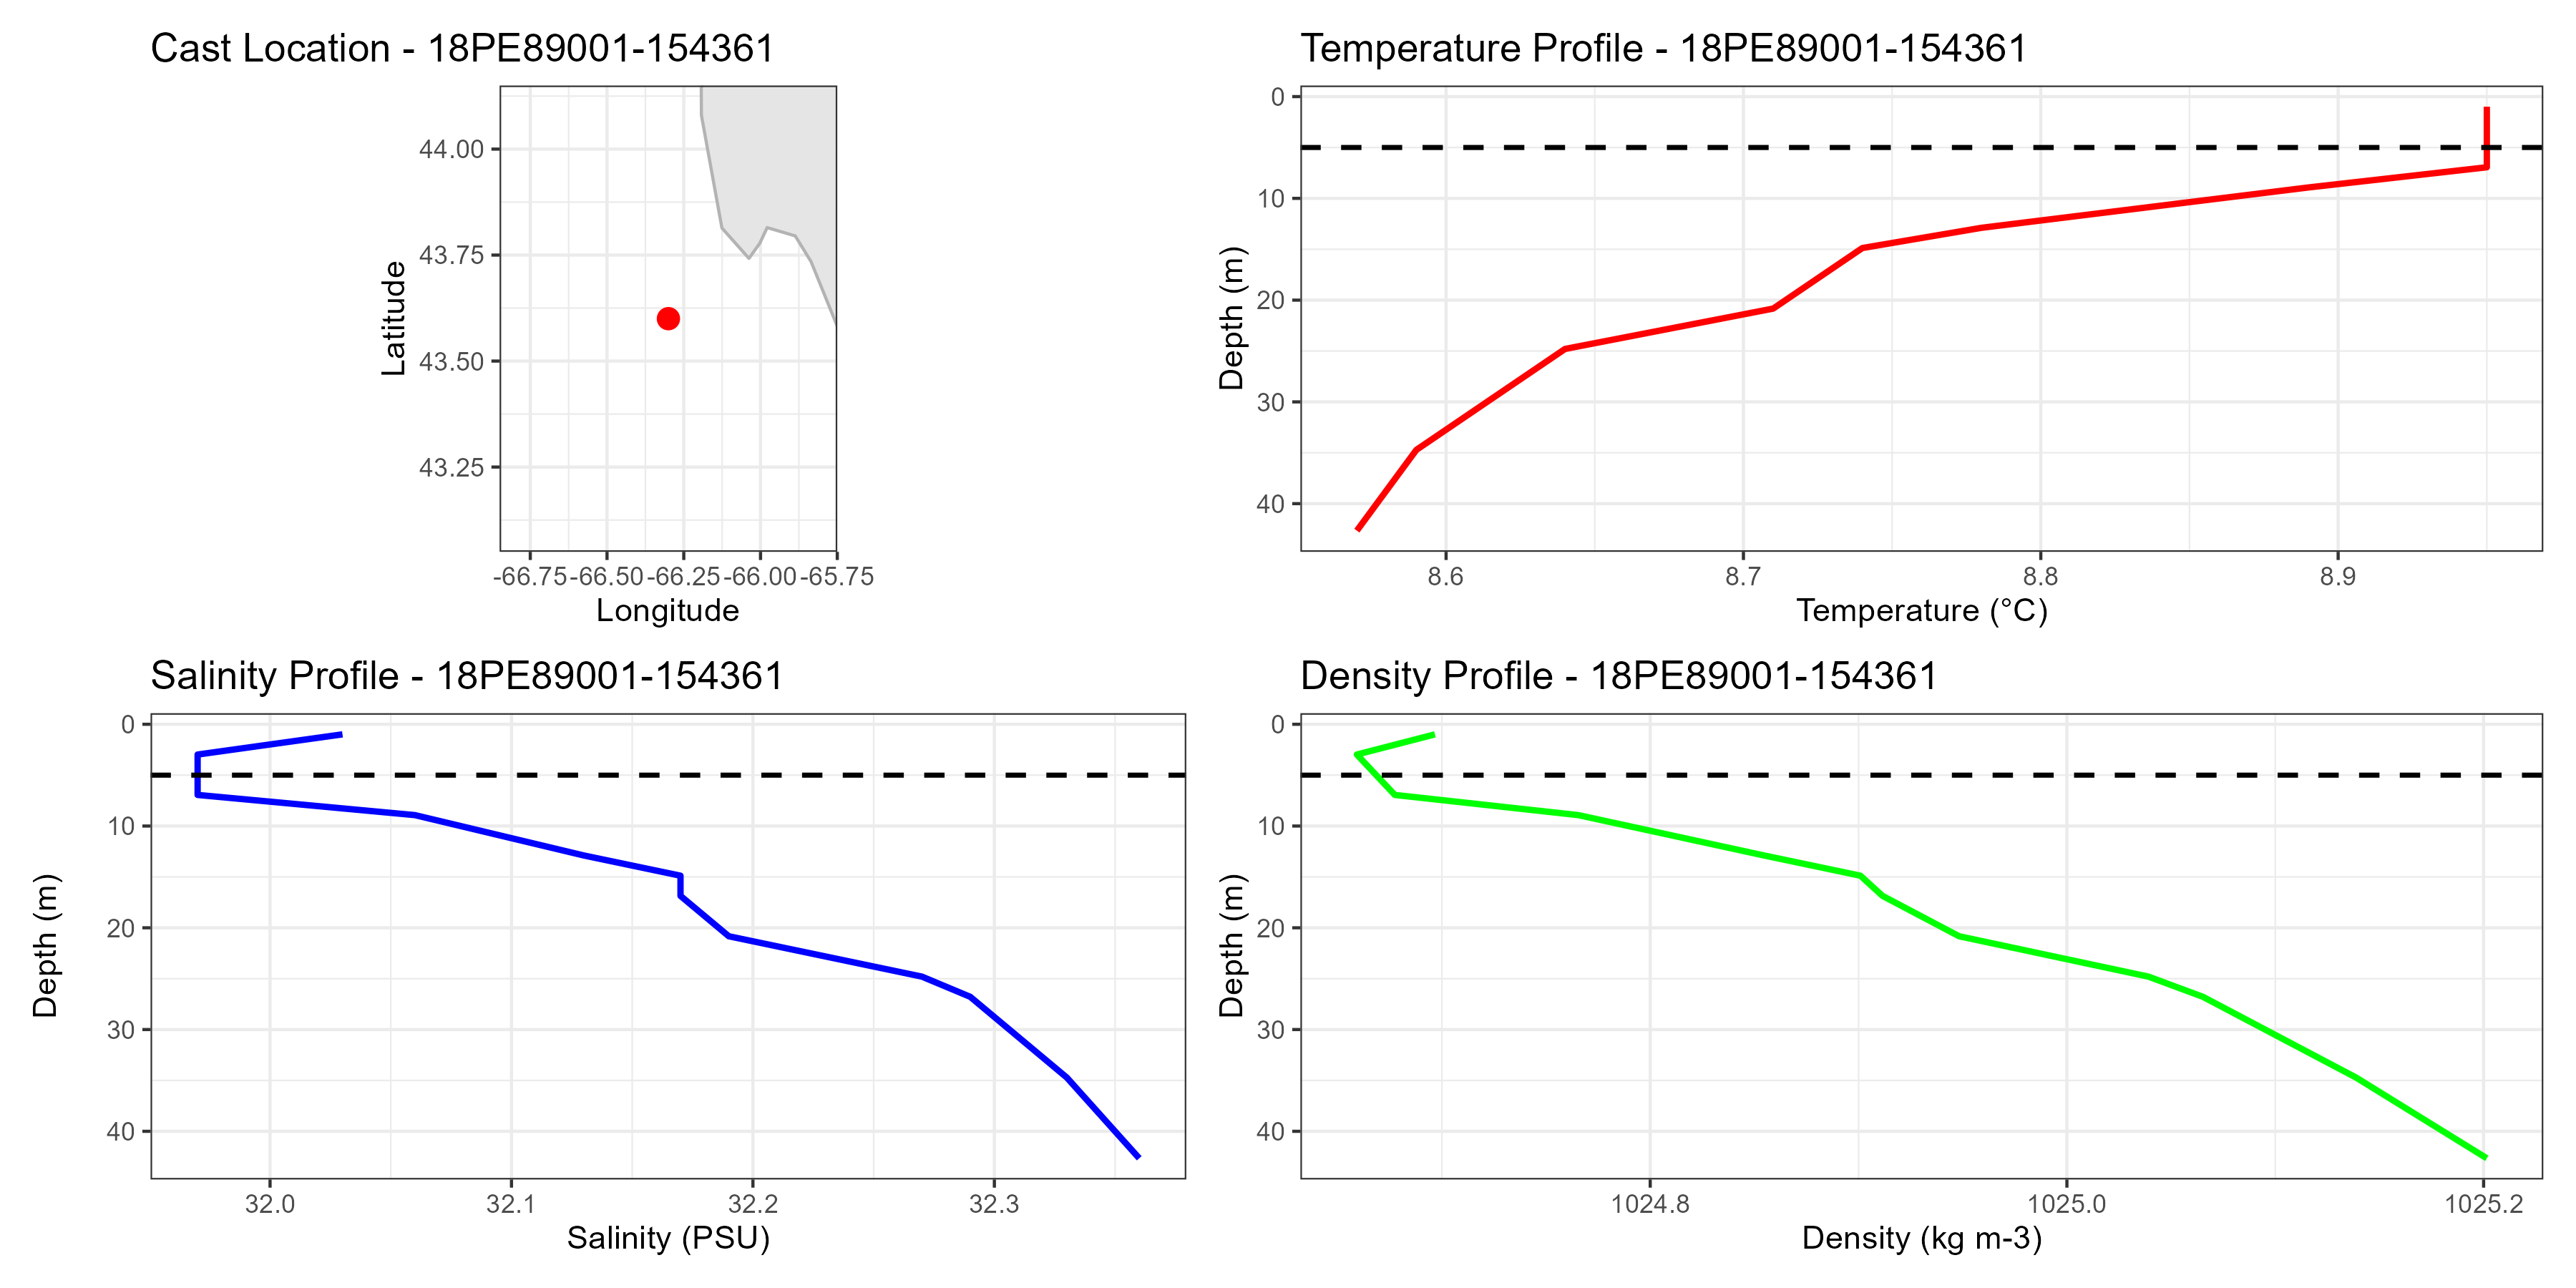 Cast Location - 18PE89001-154361
44.00
43.75
43.50
43.25
Latitude
-66.75 -66.50 -66.25 -66.00 -65.75
Longitude
Temperature Profile - 18PE89001-154361
0
10
20
30
40
Depth (m)
8.6 8.7 8.8 8.9
Temperature (°C)
Salinity Profile - 18PE89001-154361
0
10
20
30
40
Depth (m)
32.0 32.1 32.2 32.3
Salinity (PSU)
Density Profile - 18PE89001-154361
0
10
20
30
40
Depth (m)
1024.8 1025.0 1025.2
Density (kg m-3)